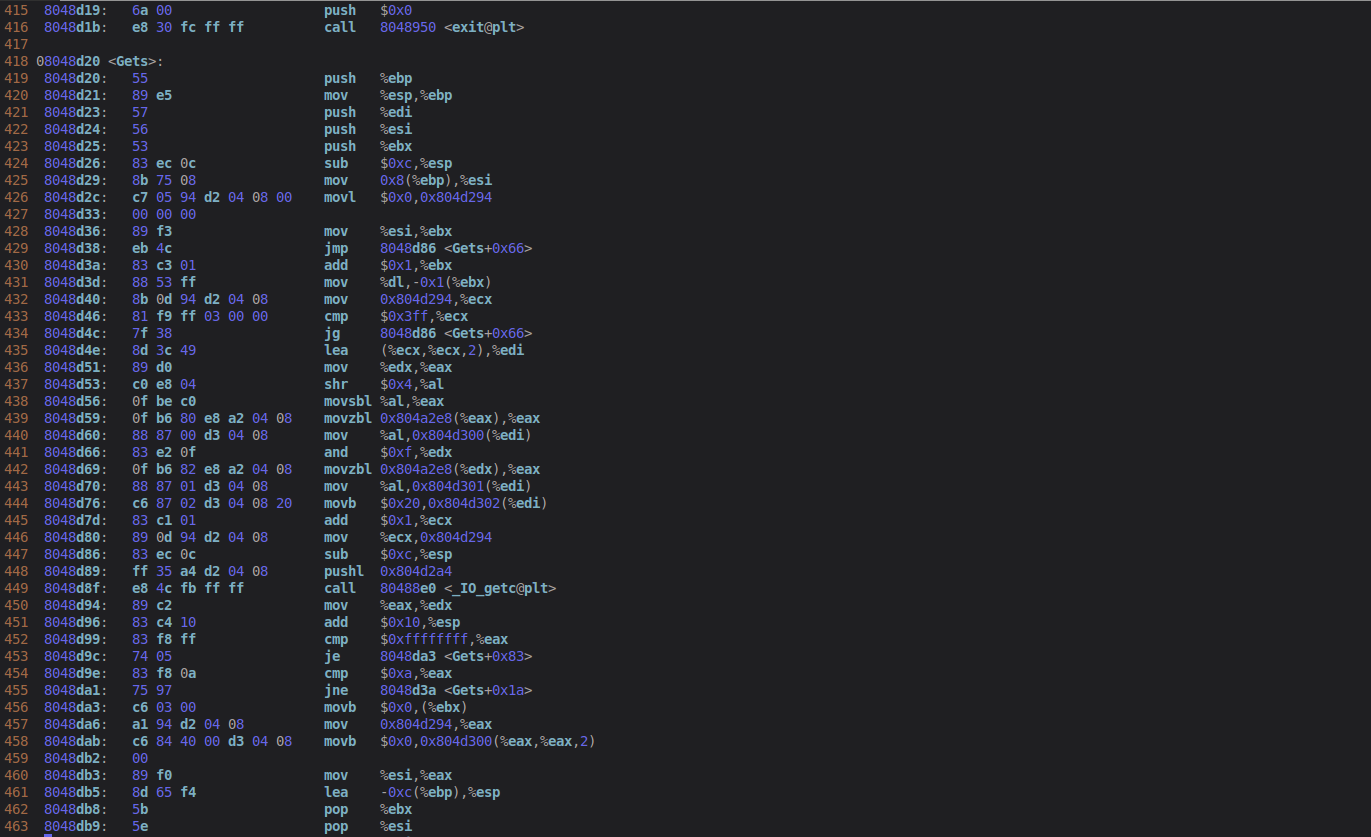 415 8048d19: 6a 00 push $0x0
416 8048d1b: e8 30 fc ff ff call 8048950 <exit@plt>
417
418 08048d20 <Gets>:
419 8048d20: 55 push %ebp
420 8048d21: 89 e5 mov %esp,%ebp
421 8048d23: 57 push %edi
422 8048d24: 56 push %esi
423 8048d25: 53 push %ebx
424 8048d26: 83 ec 0c sub $0xc,%esp
425 8048d29: 8b 75 08 mov 0x8(%ebp),%esi
426 8048d2c: c7 05 94 d2 04 08 00 movl $0x0,0x804d294
427 8048d33: 00 00 00
428 8048d36: 89 f3 mov %esi,%ebx
429 8048d38: eb 4c jmp 8048d86 <Gets+0x66>
430 8048d3a: 83 c3 01 add $0x1,%ebx
431 8048d3d: 88 53 ff mov %dl,-0x1(%ebx)
432 8048d40: 8b 0d 94 d2 04 08 mov 0x804d294,%ecx
433 8048d46: 81 f9 ff 03 00 00 cmp $0x3ff,%ecx
434 8048d4c: 7f 38 jg 8048d86 <Gets+0x66>
435 8048d4e: 8d 3c 49 lea (%ecx,%ecx,2),%edi
436 8048d51: 89 d0 mov %edx,%eax
437 8048d53: c0 e8 04 shr $0x4,%al
438 8048d56: 0f be c0 movsbl %al,%eax
439 8048d59: 0f b6 80 e8 a2 04 08 movzbl 0x804a2e8(%eax),%eax
440 8048d60: 88 87 00 d3 04 08 mov %al,0x804d300(%edi)
441 8048d66: 83 e2 0f and $0xf,%edx
442 8048d69: 0f b6 82 e8 a2 04 08 movzbl 0x804a2e8(%edx),%eax
443 8048d70: 88 87 01 d3 04 08 mov %al,0x804d301(%edi)
444 8048d76: c6 87 02 d3 04 08 20 movb $0x20,0x804d302(%edi)
445 8048d7d: 83 c1 01 add $0x1,%ecx
446 8048d80: 89 0d 94 d2 04 08 mov %ecx,0x804d294
447 8048d86: 83 ec 0c sub $0xc,%esp
448 8048d89: ff 35 a4 d2 04 08 pushl 0x804d2a4
449 8048d8f: e8 4c fb ff ff call 80488e0 <_IO_getc@plt>
450 8048d94: 89 c2 mov %eax,%edx
451 8048d96: 83 c4 10 add $0x10,%esp
452 8048d99: 83 f8 ff cmp $0xffffffff,%eax
453 8048d9c: 74 05 je 8048da3 <Gets+0x83>
454 8048d9e: 83 f8 0a cmp $0xa,%eax
455 8048da1: 75 97 jne 8048d3a <Gets+0x1a>
456 8048da3: c6 03 00 movb $0x0,(%ebx)
457 8048da6: a1 94 d2 04 08 mov 0x804d294,%eax
458 8048dab: c6 84 40 00 d3 04 08 movb $0x0,0x804d300(%eax,%eax,2)
459 8048db2: 00
460 8048db3: 89 f0 mov %esi,%eax
461 8048db5: 8d 65 f4 lea -0xc(%ebp),%esp
462 8048db8: 5b pop %ebx
463 8048db9: 5e pop %esi